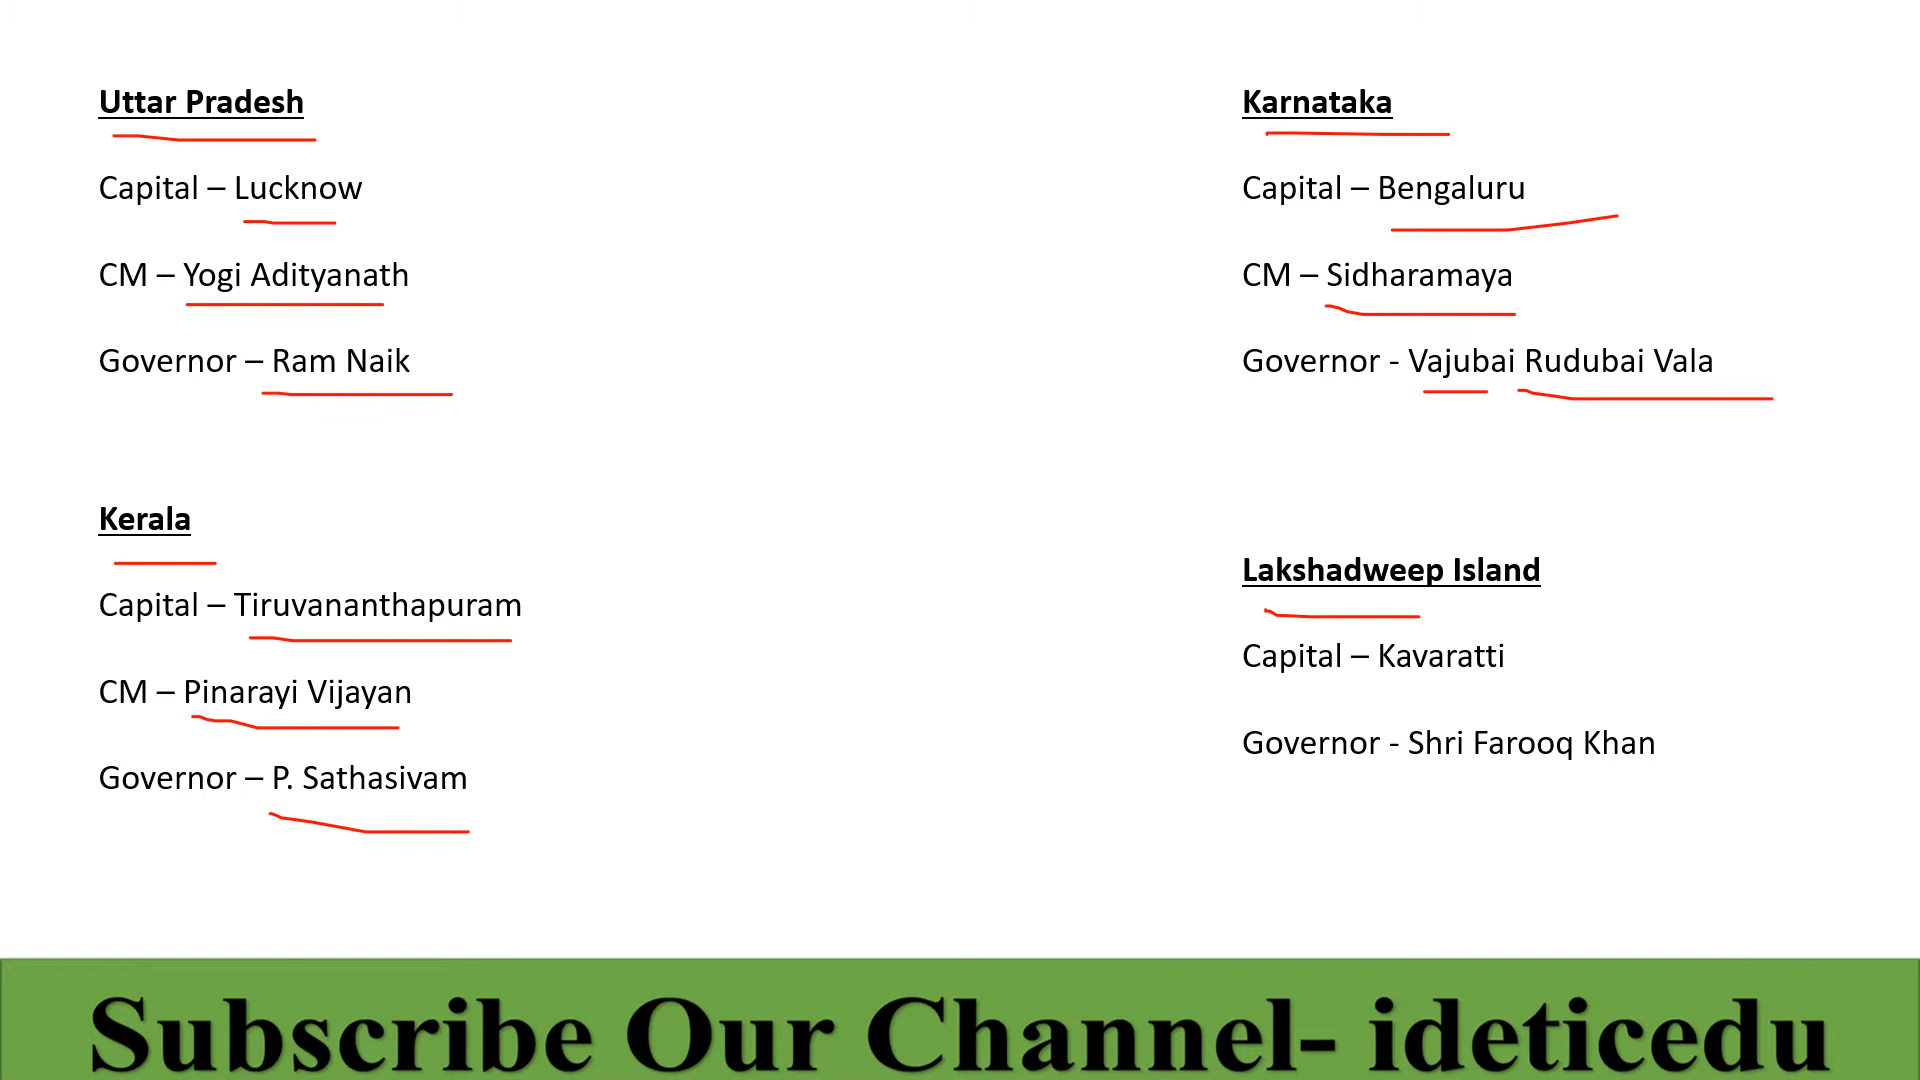 Uttar Pradesh
Capital – Lucknow
CM – Yogi Adityanath
Governor – Ram Naik
Kerala
Capital – Tiruvananthapuram
CM – Pinarayi Vijayan
Governor – P. Sathasivam
Karnataka
Capital – Bengaluru
CM – Sidharamaya
Governor - Vajubai Rudubai Vala
Lakshadweep Island
Capital – Kavaratti
Governor - Shri Farooq Khan
Subscribe Our Channel- ideticedu